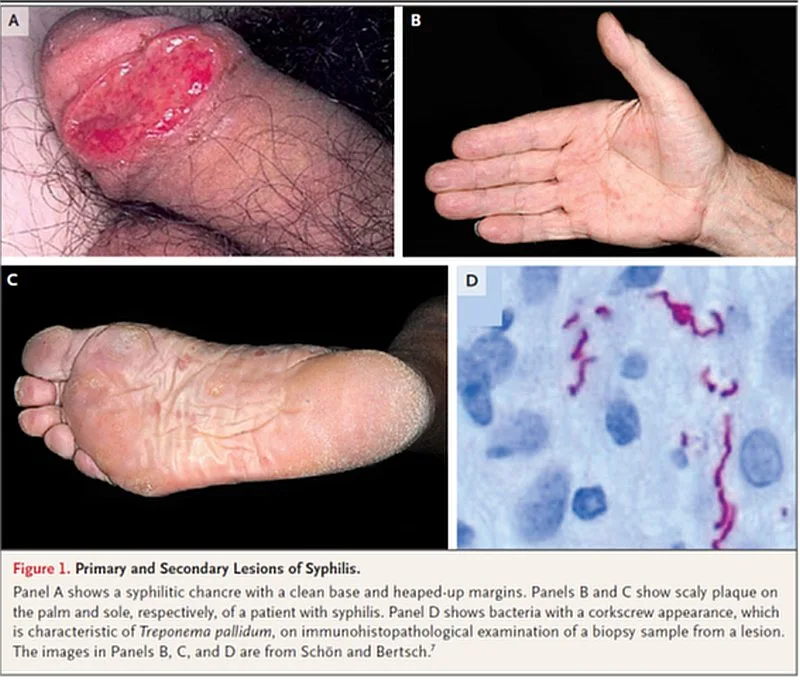 A
B
C
D
Figure 1. Primary and Secondary Lesions of Syphilis.
Panel A shows a syphilitic chancre with a clean base and heaped-up margins. Panels B and C show scaly plaque on
the palm and sole, respectively, of a patient with syphilis. Panel D shows bacteria with a corkscrew appearance, which
is characteristic of Treponema pallidum, on immunohistopathological examination of a biopsy sample from a lesion.
The images in Panels B, C, and D are from Schön and Bertsch.7